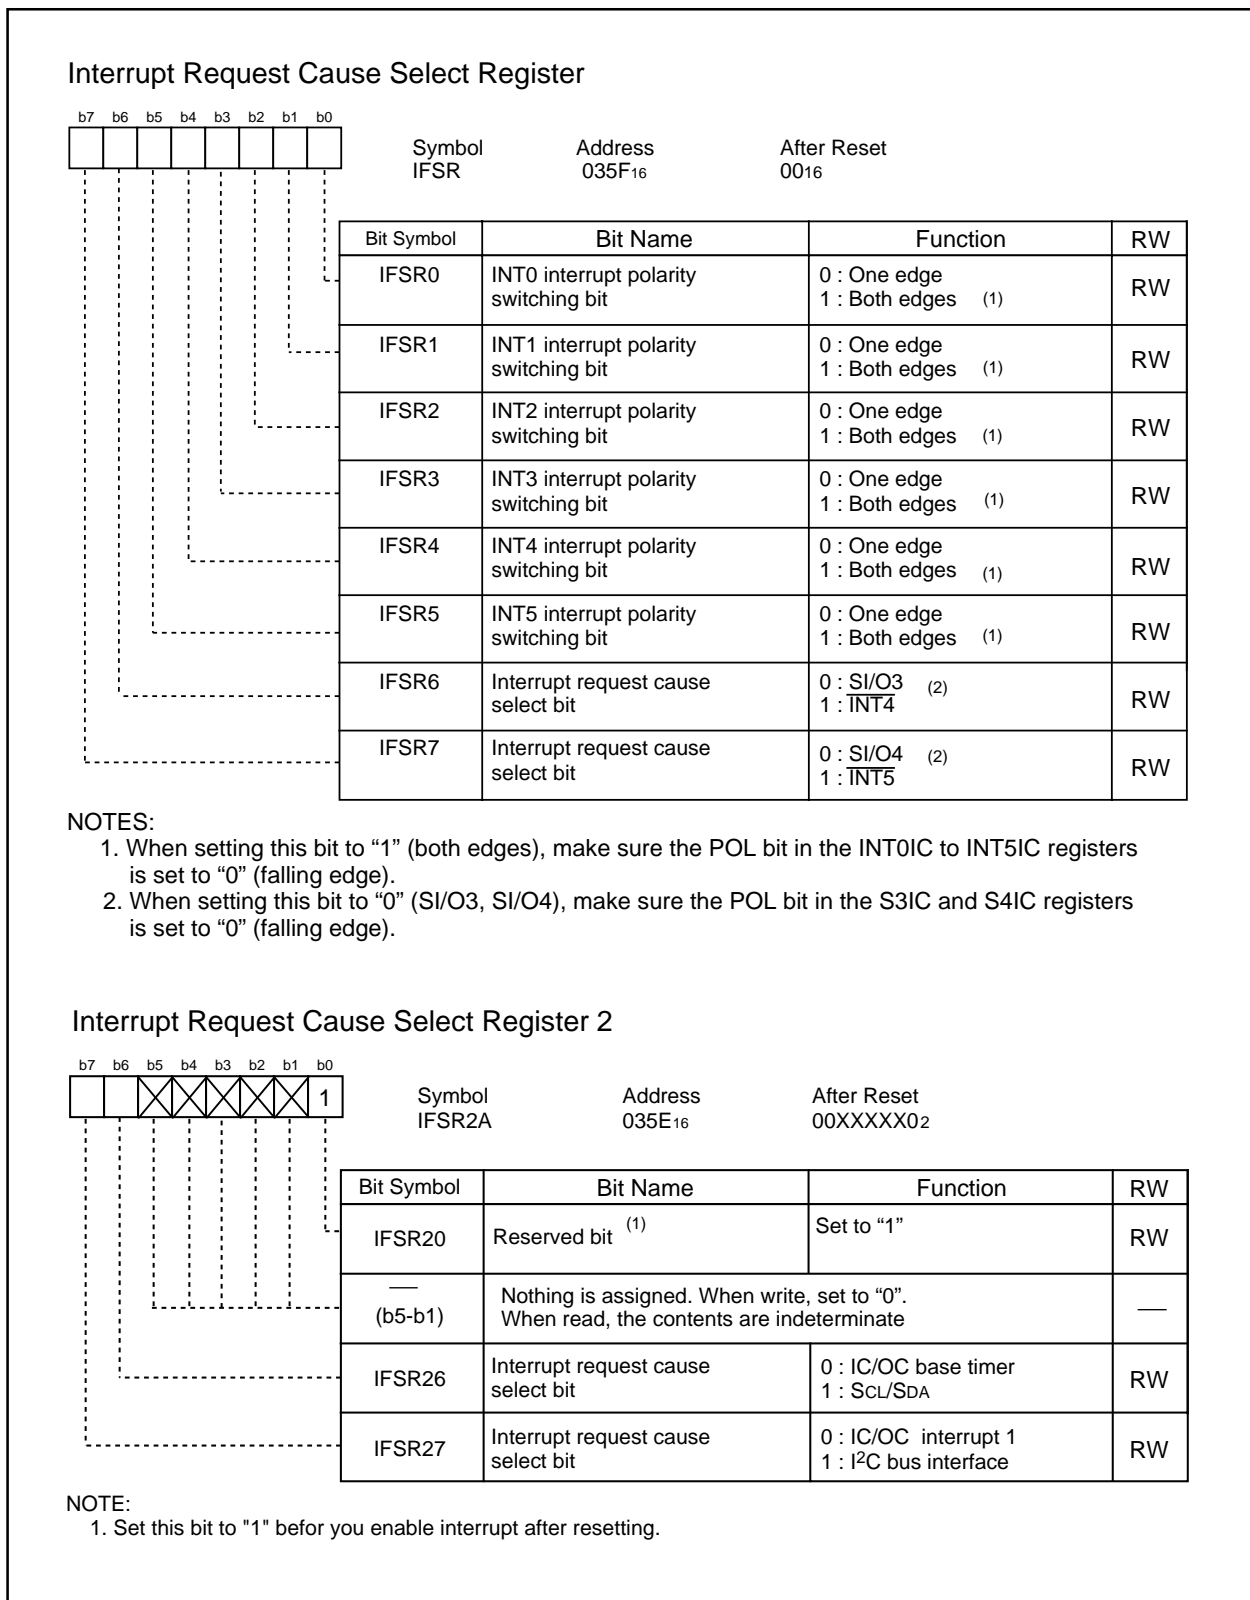 Interrupt Request Cause Select Register
b7 b6 b5 b4 b3 b2 b1 b0
Symbol Address After Reset
IFSR 035F16 0016
Bit Symbol Bit Name Function RW
IFSR0 INT0 interrupt polarity switching bit 0 : One edge 1 : Both edges (1) RW
IFSR1 INT1 interrupt polarity switching bit 0 : One edge 1 : Both edges (1) RW
IFSR2 INT2 interrupt polarity switching bit 0 : One edge 1 : Both edges (1) RW
IFSR3 INT3 interrupt polarity switching bit 0 : One edge 1 : Both edges (1) RW
IFSR4 INT4 interrupt polarity switching bit 0 : One edge 1 : Both edges (1) RW
IFSR5 INT5 interrupt polarity switching bit 0 : One edge 1 : Both edges (1) RW
IFSR6 Interrupt request cause select bit 0 : SI/O3 (2) 1 : INT4 RW
IFSR7 Interrupt request cause select bit 0 : SI/O4 (2) 1 : INT5 RW
NOTES:
1. When setting this bit to “1” (both edges), make sure the POL bit in the INT0IC to INT5IC registers
is set to “0” (falling edge).
2. When setting this bit to “0” (SI/O3, SI/O4), make sure the POL bit in the S3IC and S4IC registers
is set to “0” (falling edge).
Interrupt Request Cause Select Register 2
b7 b6 b5 b4 b3 b2 b1 b0
1
Symbol Address After Reset
IFSR2A 035E16 00XXXXX02
Bit Symbol Bit Name Function RW
IFSR20 Reserved bit (1) Set to “1” RW
— (b5-b1) Nothing is assigned. When write, set to “0”. When read, the contents are indeterminate —
IFSR26 Interrupt request cause select bit 0 : IC/OC base timer 1 : SCL/SDA RW
IFSR27 Interrupt request cause select bit 0 : IC/OC interrupt 1 1 : I2C bus interface RW
NOTE:
1. Set this bit to "1" befor you enable interrupt after resetting.